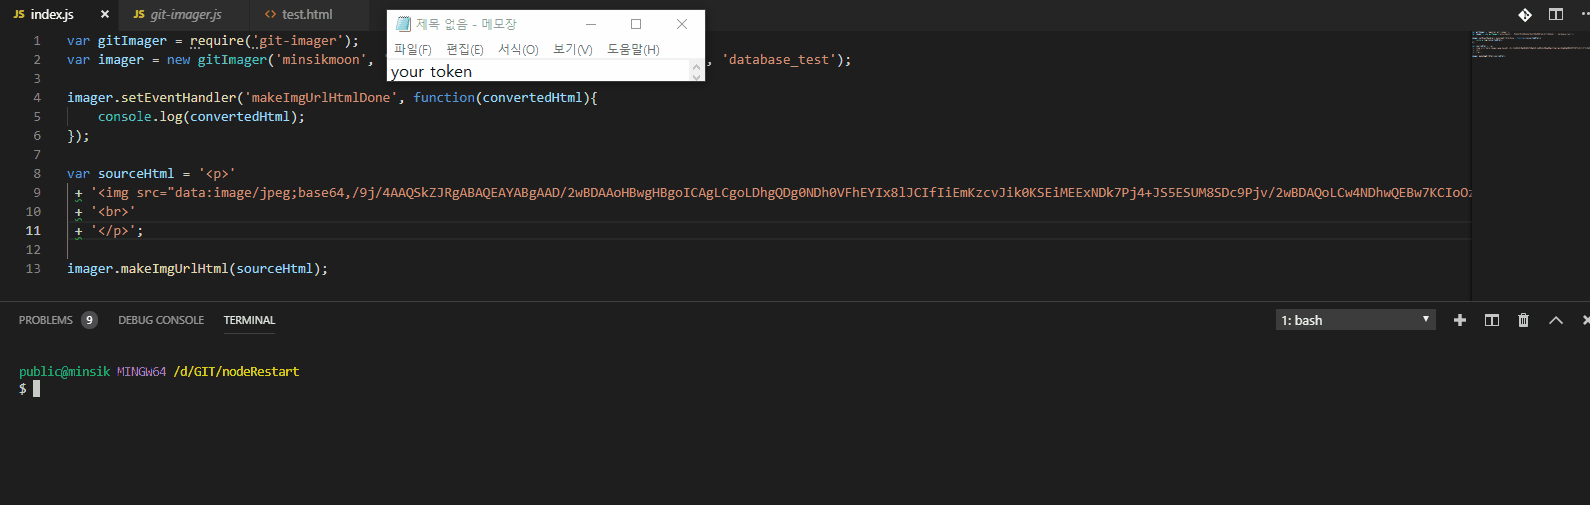 JS index.js × JS git-imager.js <> test.html
제목 없음 - 메모장
파일(F) 편집(E) 서식(O) 보기(V) 도움말(H)
your token
1 var gitImager = require('git-imager');
2 var imager = new gitImager('minsikmoon', ' , 'database_test');
3
4 imager.setEventHandler('makeImgUrlHtmlDone', function(convertedHtml){
5 console.log(convertedHtml);
6 });
7
8 var sourceHtml = '<p>'
9 + '<img src="data:image/jpeg;base64,/9j/4AAQSkZJRgABAQEAYABgAAD/2wBDAAoHBwgHBgoICAgLCgoLDhgQDg0NDh0VFhEYIx8lJCIfIiEmKzcvJik0KSEiMEExNDk7Pj4+JS5ESUM8SDc9Pjv/2wBDAQoLCw4NDhwQEBw7KCIoOz
10 + '<br>'
11 + '</p>';
12
13 imager.makeImgUrlHtml(sourceHtml);
PROBLEMS 9 DEBUG CONSOLE TERMINAL 1: bash
public@minsik MINGW64 /d/GIT/nodeRestart
$